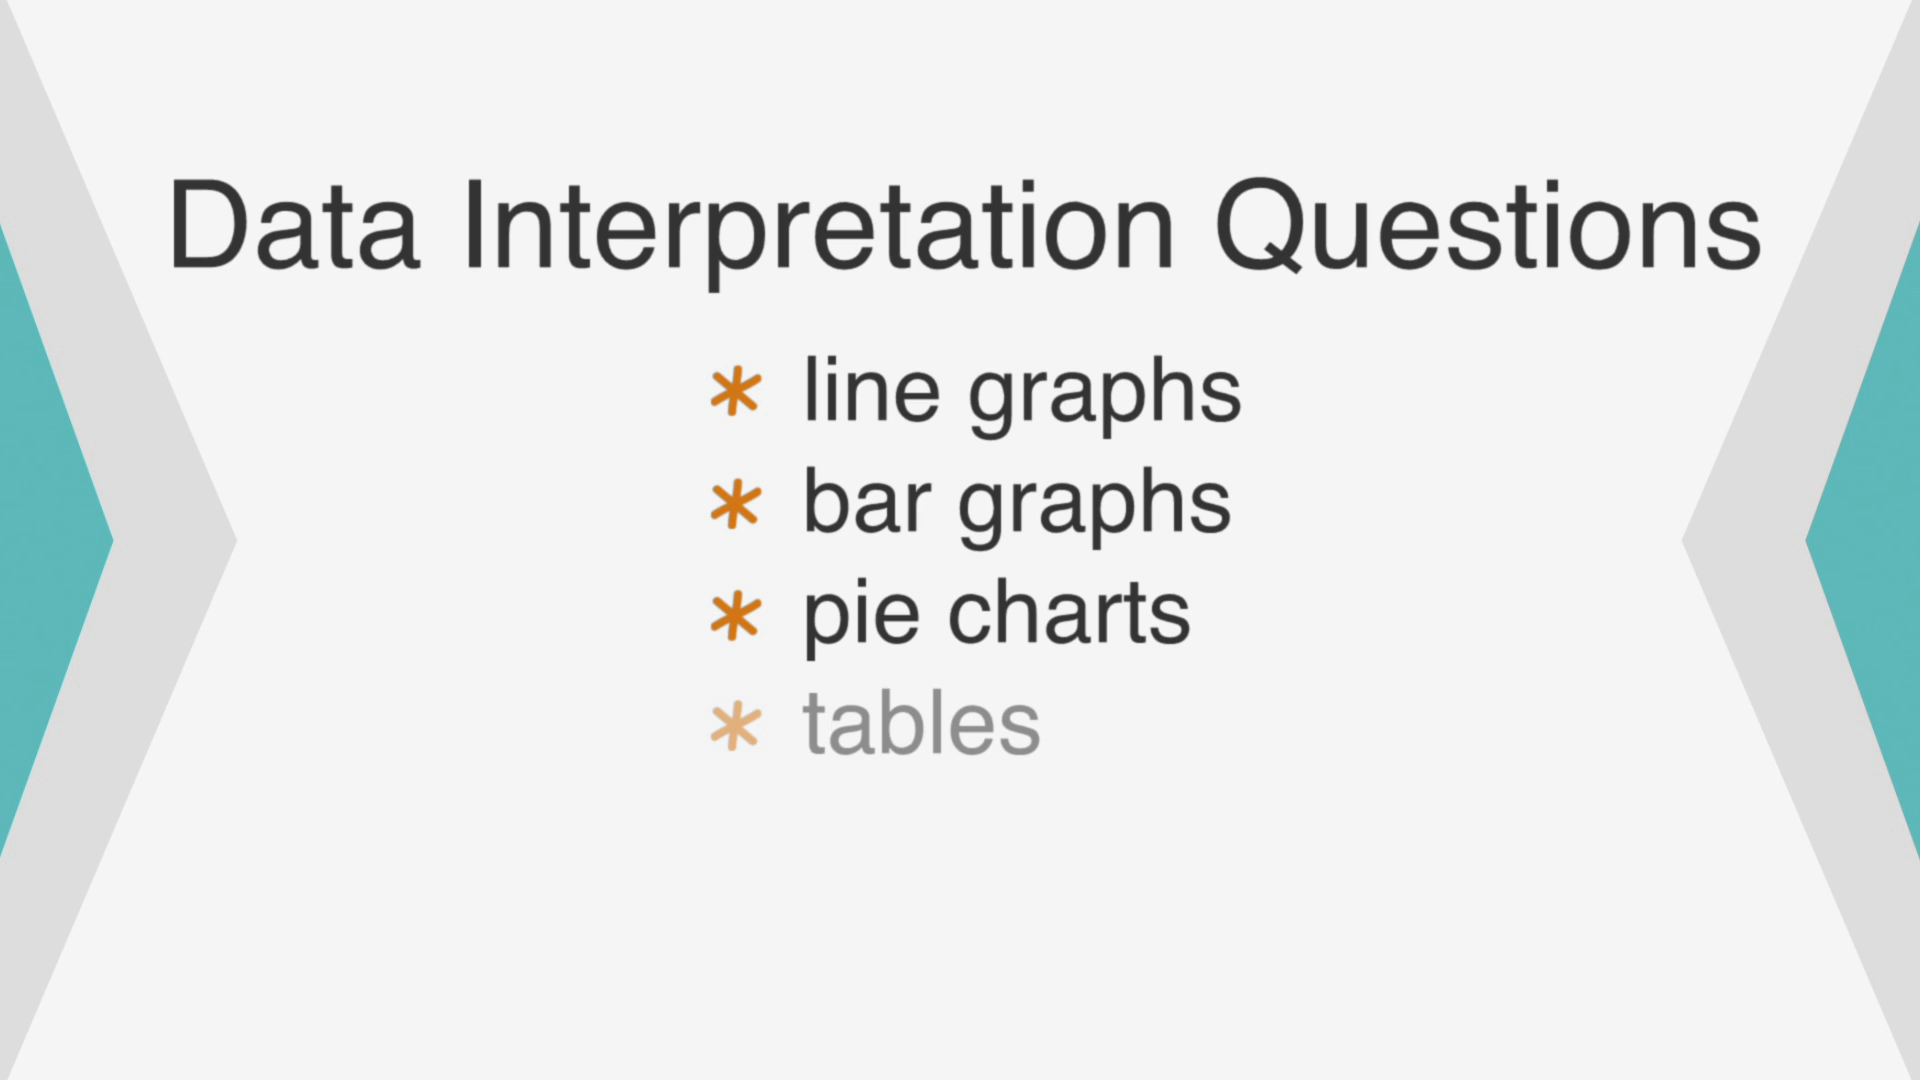 Data Interpretation Questions
* line graphs
* bar graphs
* pie charts
* tables